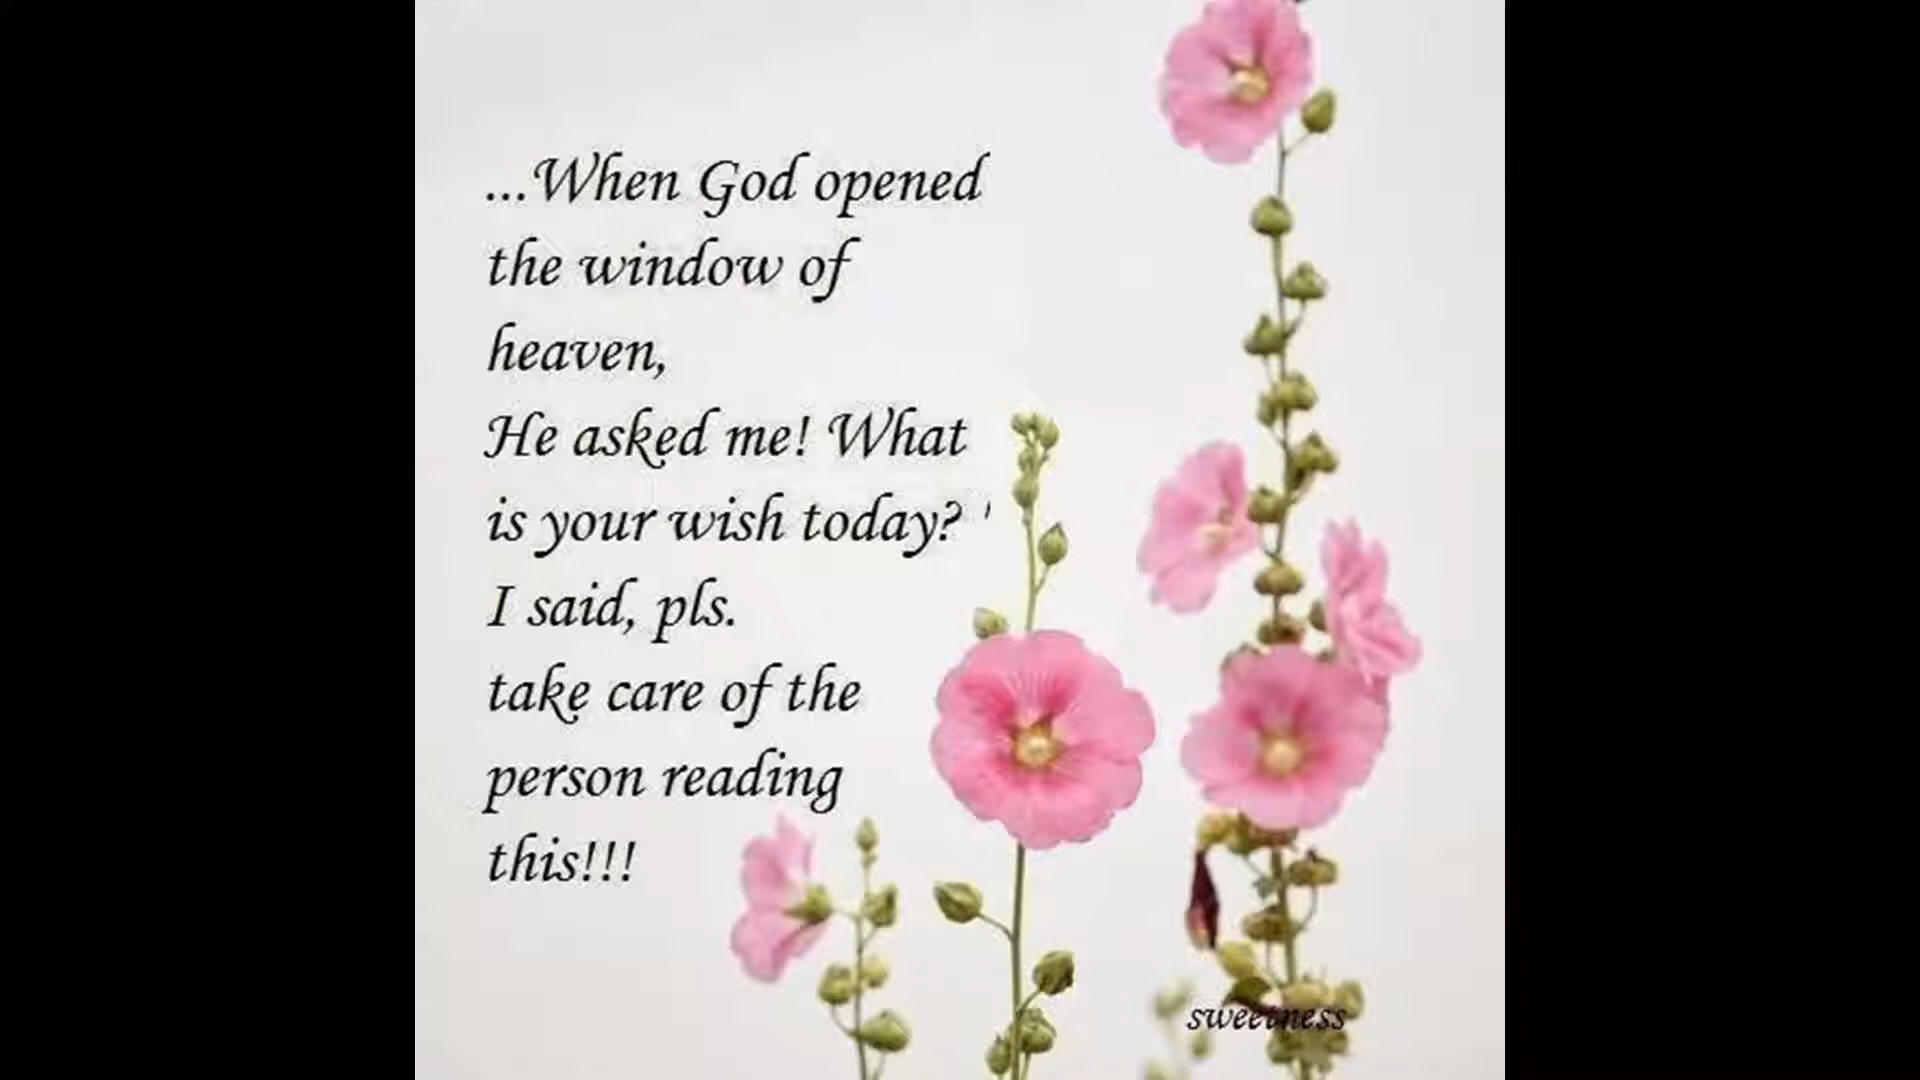 ...When God opened
the window of
heaven,
He asked me! What
is your wish today? '
I said, pls.
take care of the
person reading
this!!!
sweetness